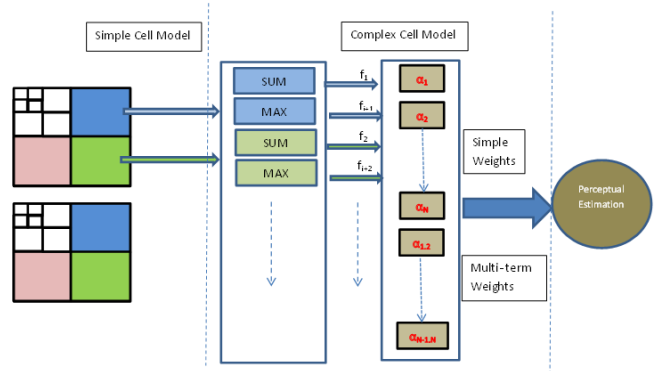 Simple Cell Model
Complex Cell Model
SUM
MAX
SUM
MAX
f1
fi+1
f2
fi+2
α1
α2
αN
α1,2
αN-1,N
Simple
Weights
Multi-term
Weights
Perceptual
Estimation